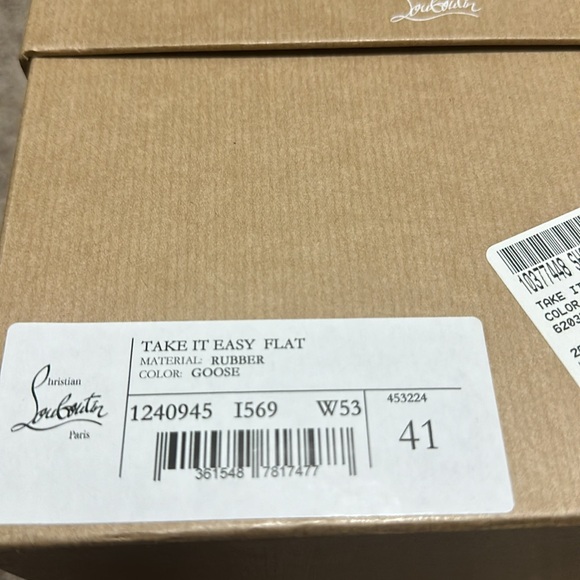 Louboutin
TAKE IT EASY FLAT
MATERIAL: RUBBER
COLOR: GOOSE
Christian
Louboutin
Paris
1240945 I569 W53
453224
41
361548 7817477
10377448
TAKE IT
COLOR